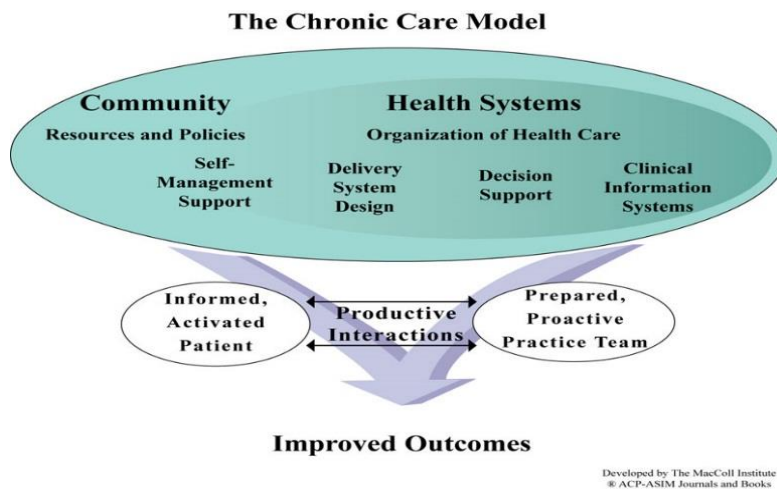 The Chronic Care Model
Community
Health Systems
Resources and Policies
Organization of Health Care
Self-
Management
Support
Delivery
System
Design
Decision
Support
Clinical
Information
Systems
Informed,
Activated
Patient
Productive
Interactions
Prepared,
Proactive
Practice Team
Improved Outcomes
Developed by The MacColl Institute
® ACP-ASIM Journals and Books